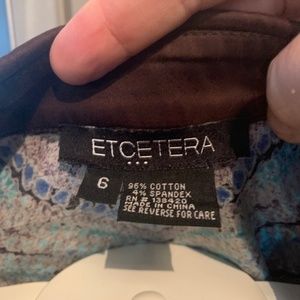 ETCETERA
6
96% COTTON
4% SPANDEX
RN # 138420
MADE IN CHINA
SEE REVERSE FOR CARE